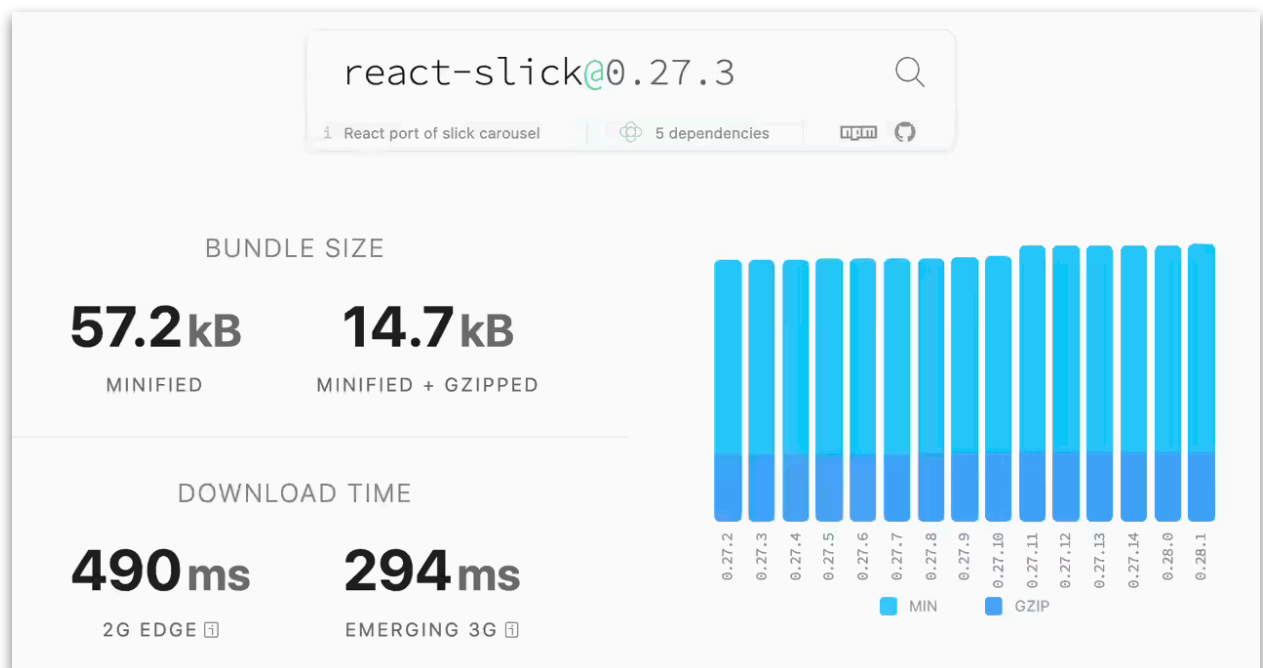 react-slick@0.27.3
i React port of slick carousel
5 dependencies
npm
BUNDLE SIZE
57.2 kB
MINIFIED
14.7 kB
MINIFIED + GZIPPED
DOWNLOAD TIME
490 ms
2G EDGE i
294 ms
EMERGING 3G i
0.27.2
0.27.3
0.27.4
0.27.5
0.27.6
0.27.7
0.27.8
0.27.9
0.27.10
0.27.11
0.27.12
0.27.13
0.27.14
0.28.0
0.28.1
MIN
GZIP